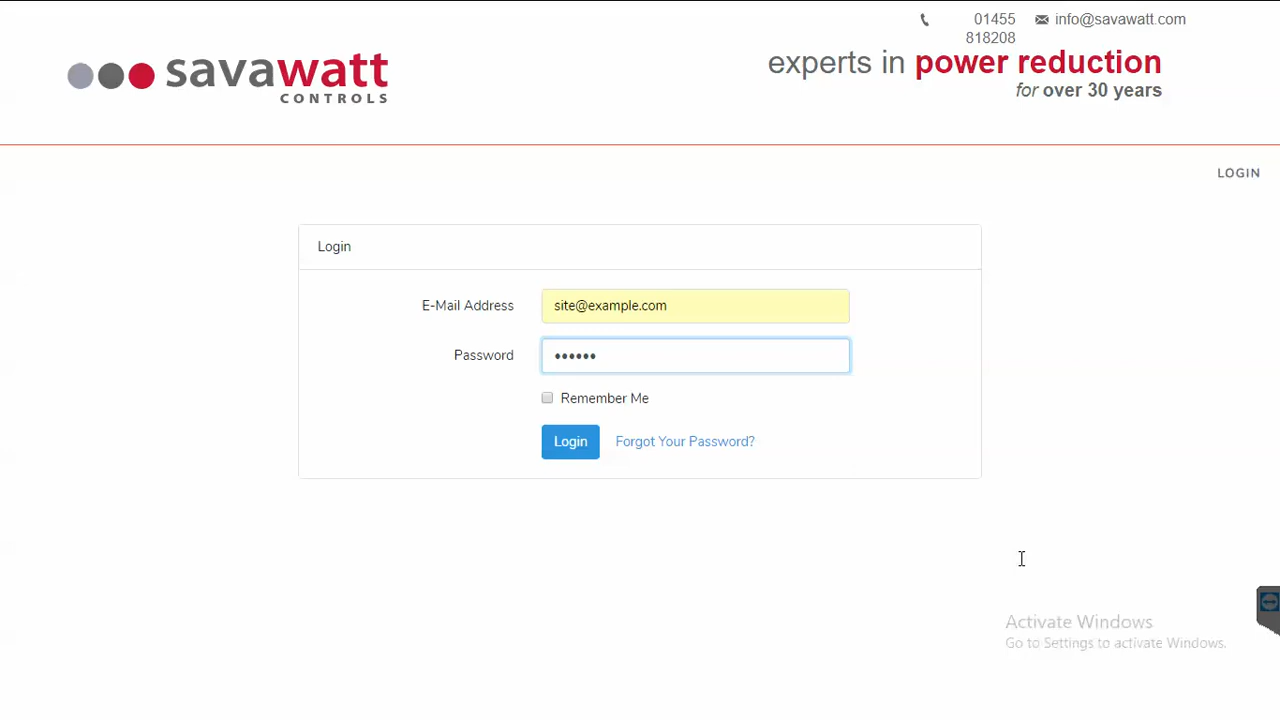 01455
818208
info@savawatt.com
savawatt
CONTROLS
experts in power reduction
for over 30 years
LOGIN
Login
E-Mail Address
site@example.com
Password
••••••
Remember Me
Login
Forgot Your Password?
Activate Windows
Go to Settings to activate Windows.